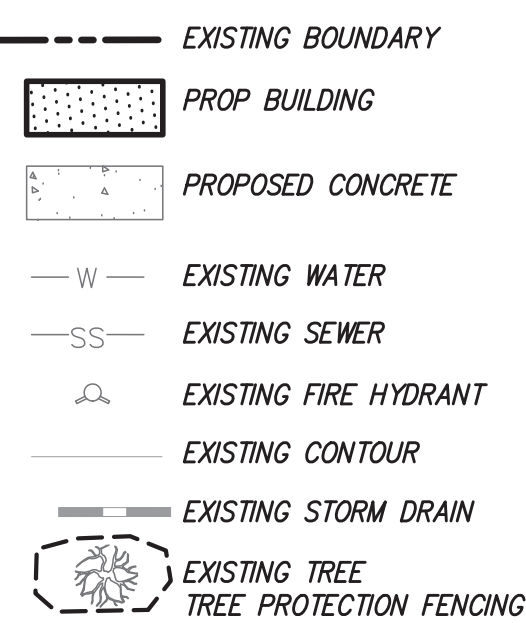 EXISTING BOUNDARY
PROP BUILDING
PROPOSED CONCRETE
W EXISTING WATER
SS EXISTING SEWER
EXISTING FIRE HYDRANT
EXISTING CONTOUR
EXISTING STORM DRAIN
EXISTING TREE
TREE PROTECTION FENCING